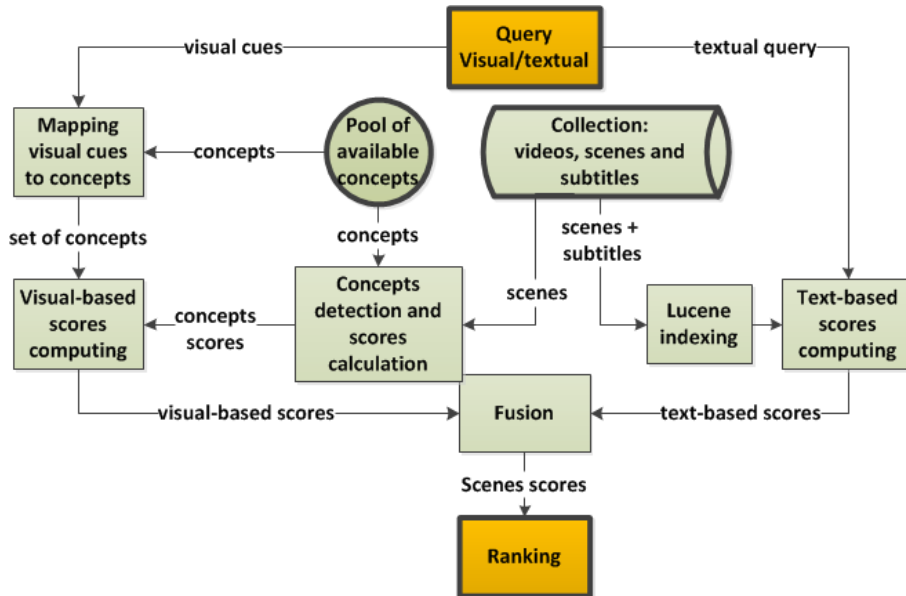 visual cues
Query
Visual/textual
textual query
Mapping
visual cues
to concepts
concepts
Pool of
available
concepts
Collection:
videos, scenes and
subtitles
set of concepts
concepts
scenes +
subtitles
scenes
Visual-based
scores
computing
concepts
scores
Concepts
detection and
scores
calculation
Lucene
indexing
Text-based
scores
computing
visual-based scores
Fusion
text-based scores
Scenes scores
Ranking